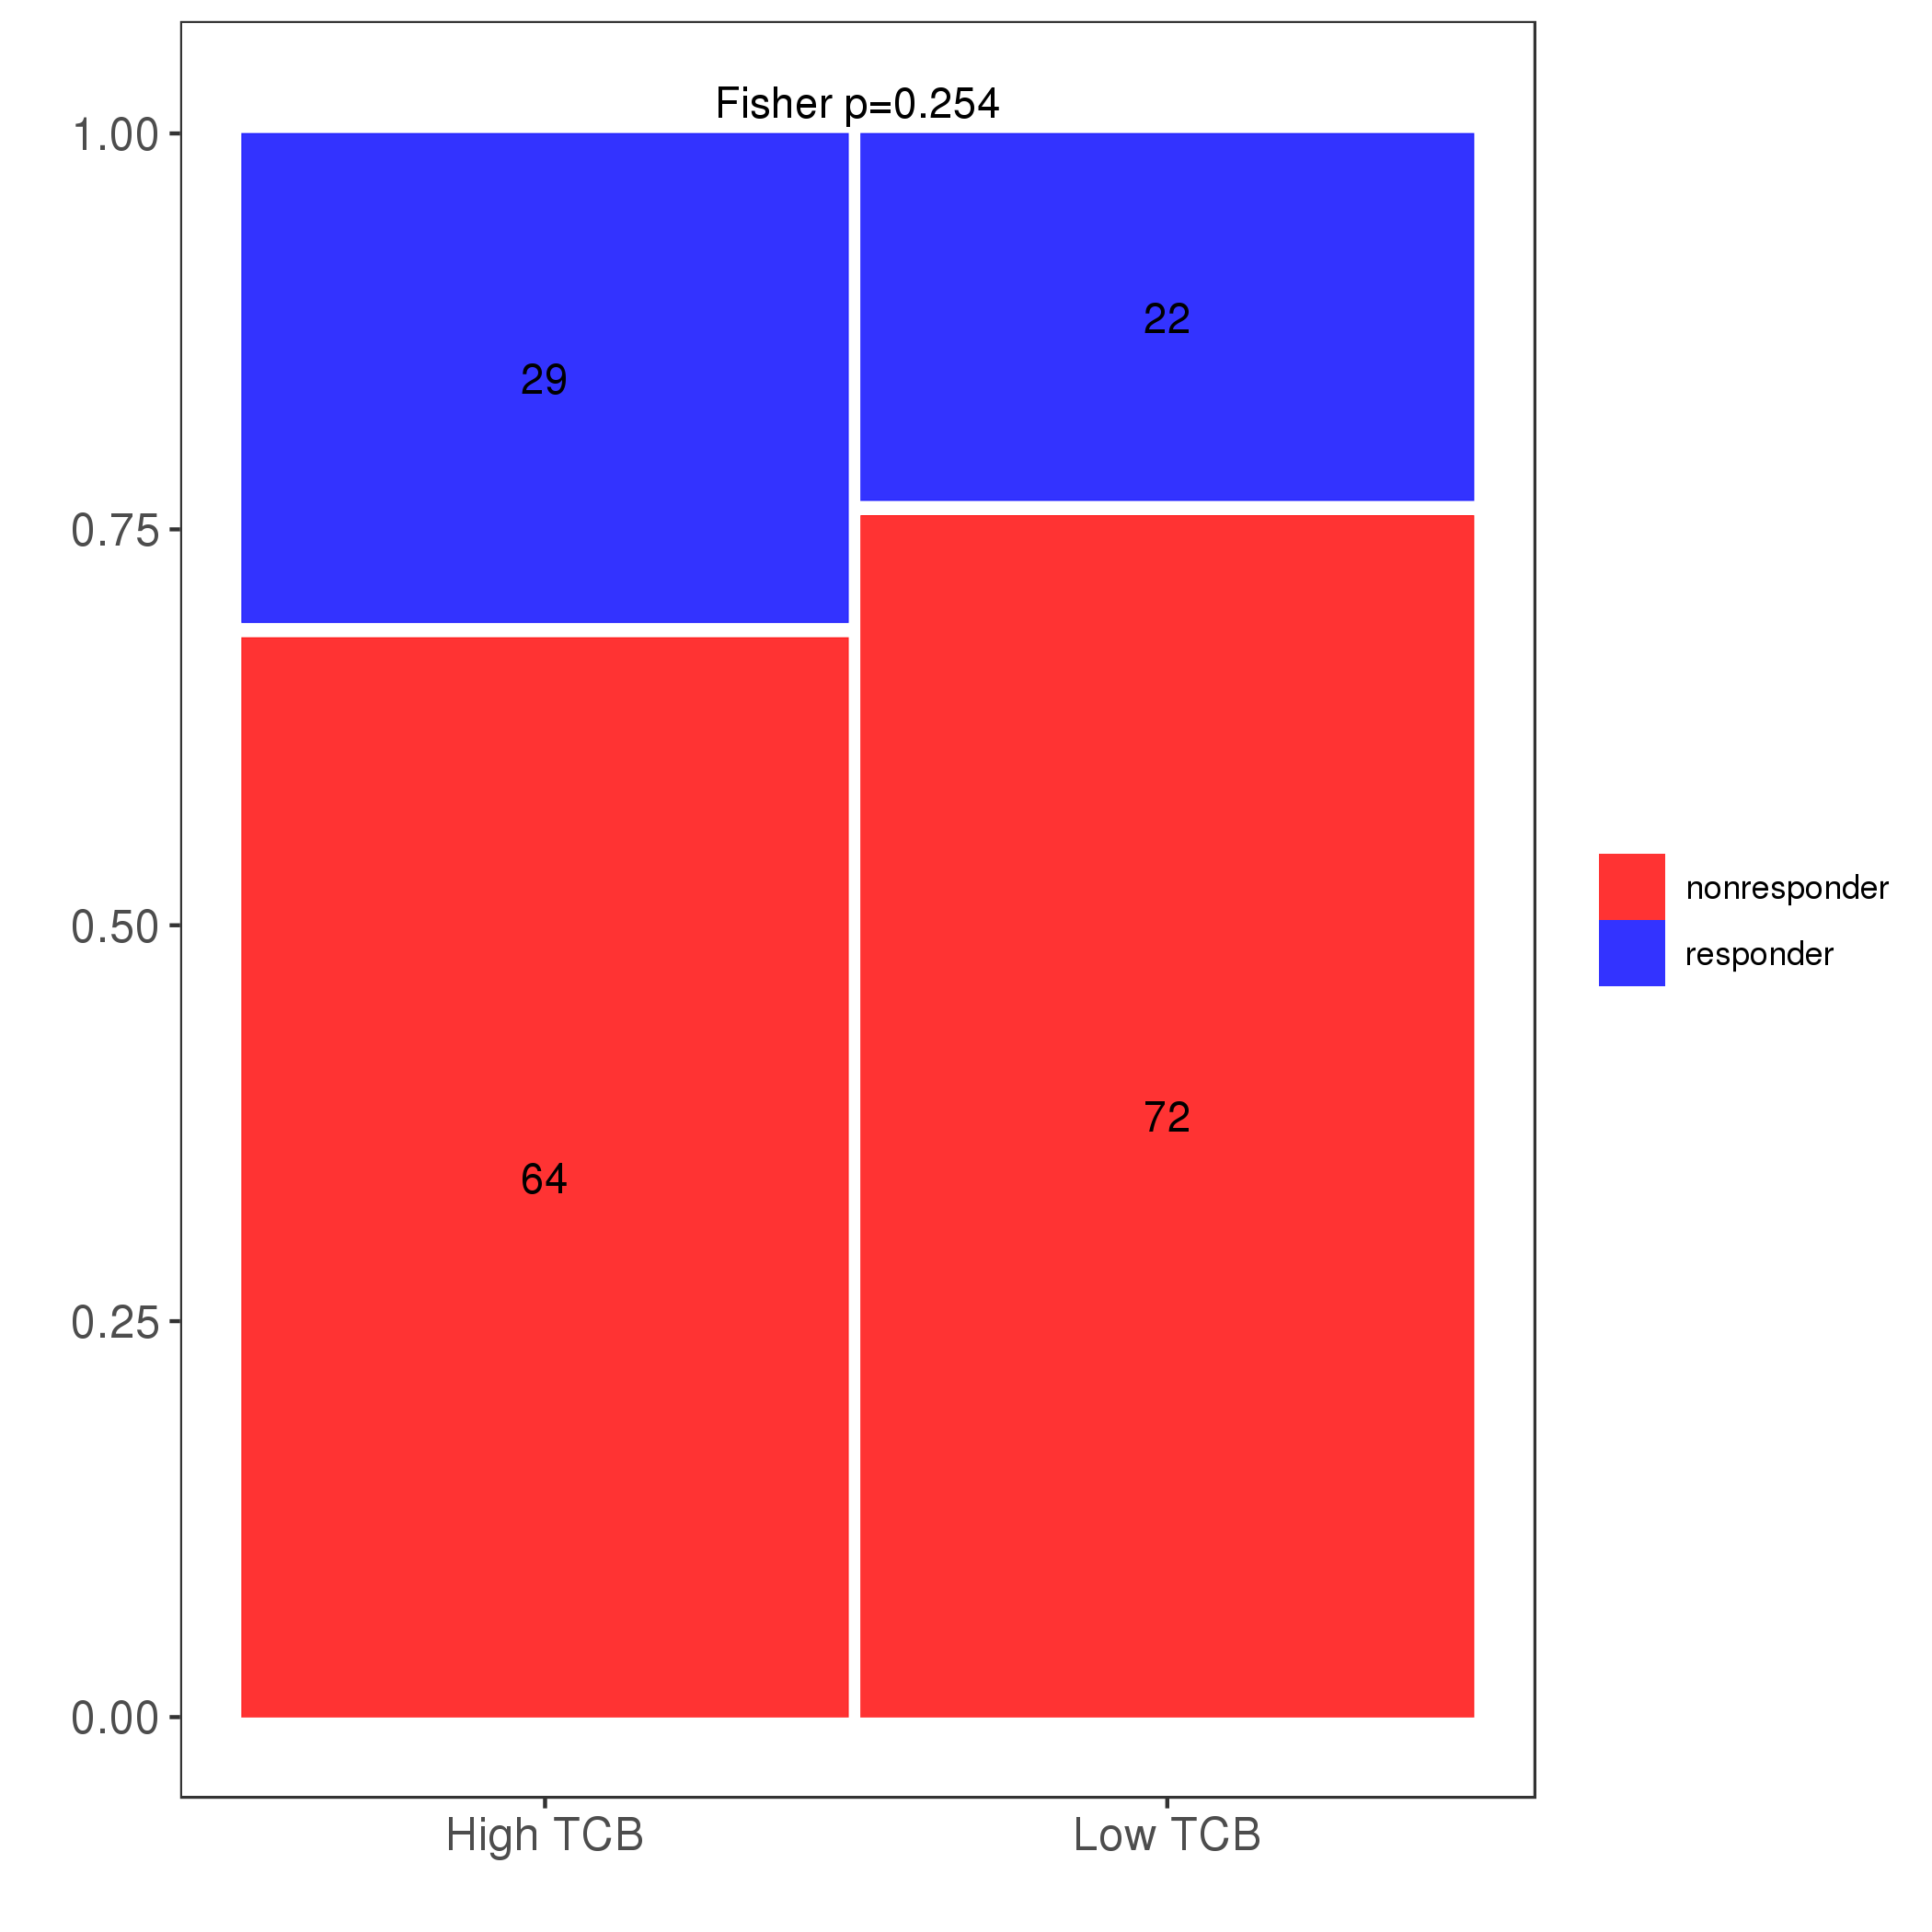 Fisher p=0.254
1.00
0.75
0.50
0.25
0.00
29
22
64
72
High TCB
Low TCB
nonresponder
responder